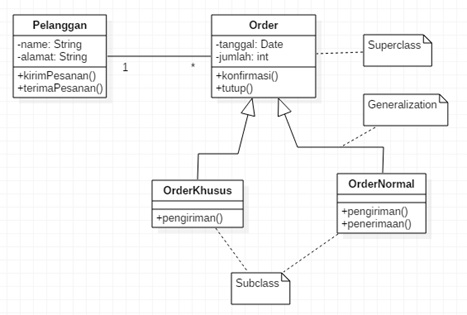 Pelanggan
-name: String
-alamat: String
+kirimPesanan()
+terimaPesanan()
1
*
Order
-tanggal: Date
-jumlah: int
+konfirmasi()
+tutup()
Superclass
Generalization
OrderKhusus
+pengiriman()
OrderNormal
+pengiriman()
+penerimaan()
Subclass